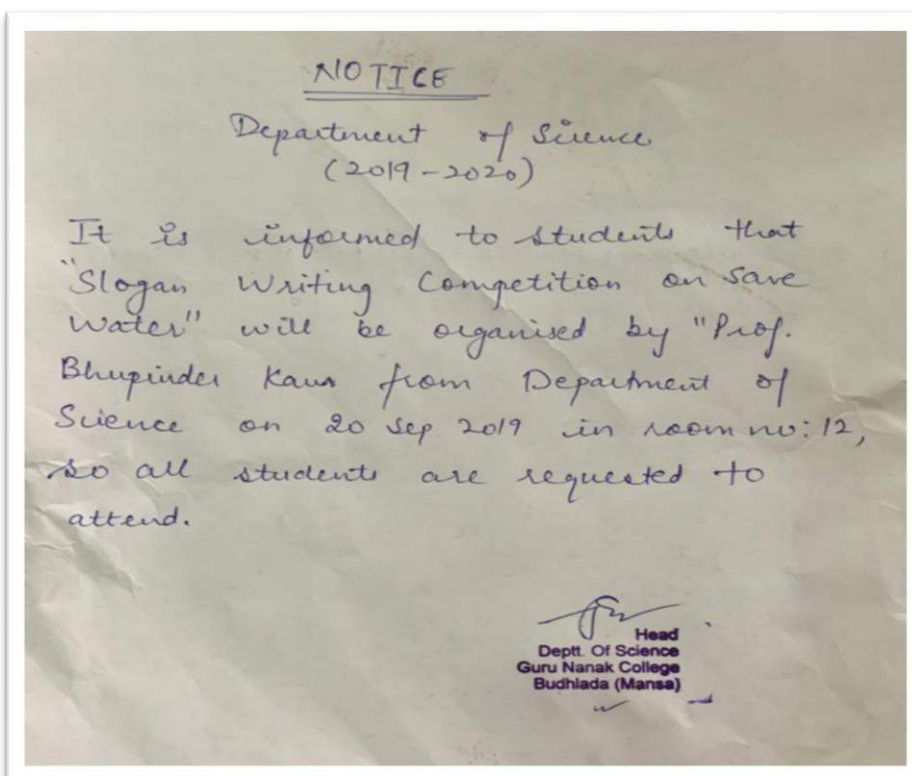 NOTICE
Department of Science
(2019-2020)
It is informed to students that
"Slogan Writing Competition on Save
Water" will be organised by "Prof.
Bhupinder Kaur from Department of
Science on 20 Sep 2019 in room no: 12,
so all students are requested to
attend.
Head
Deptt. Of Science
Guru Nanak College
Budhlada (Mansa)